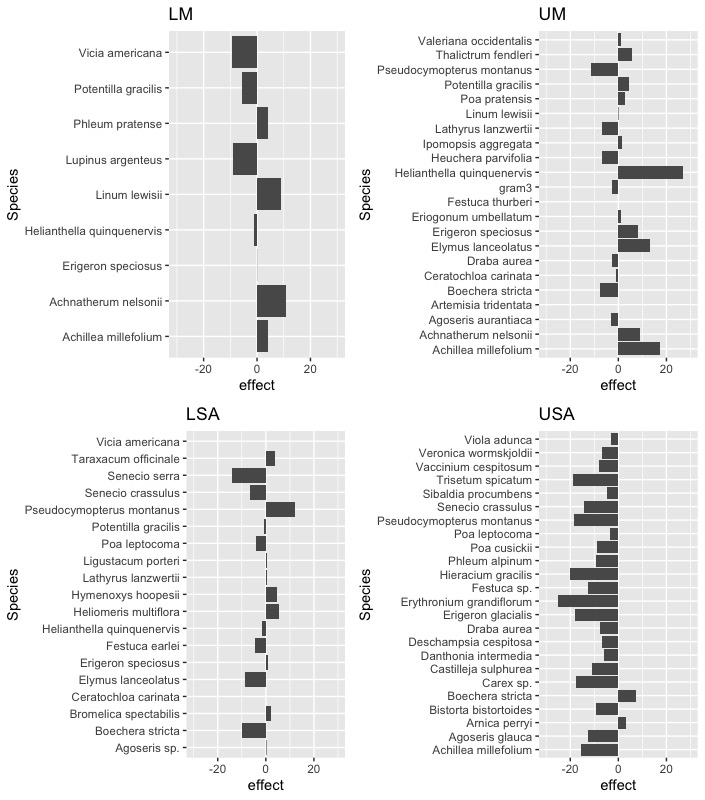 LM
Species
Vicia americana
Potentilla gracilis
Phleum pratense
Lupinus argenteus
Linum lewisii
Helianthella quinquenervis
Erigeron speciosus
Achnatherum nelsonii
Achillea millefolium
-20 0 20
effect
UM
Species
Valeriana occidentalis
Thalictrum fendleri
Pseudocymopterus montanus
Potentilla gracilis
Poa pratensis
Linum lewisii
Lathyrus lanzwertii
Ipomopsis aggregata
Heuchera parvifolia
Helianthella quinquenervis
gram3
Festuca thurberi
Eriogonum umbellatum
Erigeron speciosus
Elymus lanceolatus
Draba aurea
Ceratochloa carinata
Boechera stricta
Artemisia tridentata
Agoseris aurantiaca
Achnatherum nelsonii
Achillea millefolium
-20 0 20
effect
LSA
Species
Vicia americana
Taraxacum officinale
Senecio serra
Senecio crassulus
Pseudocymopterus montanus
Potentilla gracilis
Poa leptocoma
Ligustacum porteri
Lathyrus lanzwertii
Hymenoxys hoopesii
Heliomeris multiflora
Helianthella quinquenervis
Festuca earlei
Erigeron speciosus
Elymus lanceolatus
Ceratochloa carinata
Bromelica spectabilis
Boechera stricta
Agoseris sp.
-20 0 20
effect
USA
Species
Viola adunca
Veronica wormskjoldii
Vaccinium cespitosum
Trisetum spicatum
Sibaldia procumbens
Senecio crassulus
Pseudocymopterus montanus
Poa leptocoma
Poa cusickii
Phleum alpinum
Hieracium gracilis
Festuca sp.
Erythronium grandiflorum
Erigeron glacialis
Draba aurea
Deschampsia cespitosa
Danthonia intermedia
Castilleja sulphurea
Carex sp.
Boechera stricta
Bistorta bistortoides
Arnica perryi
Agoseris glauca
Achillea millefolium
-20 0 20
effect